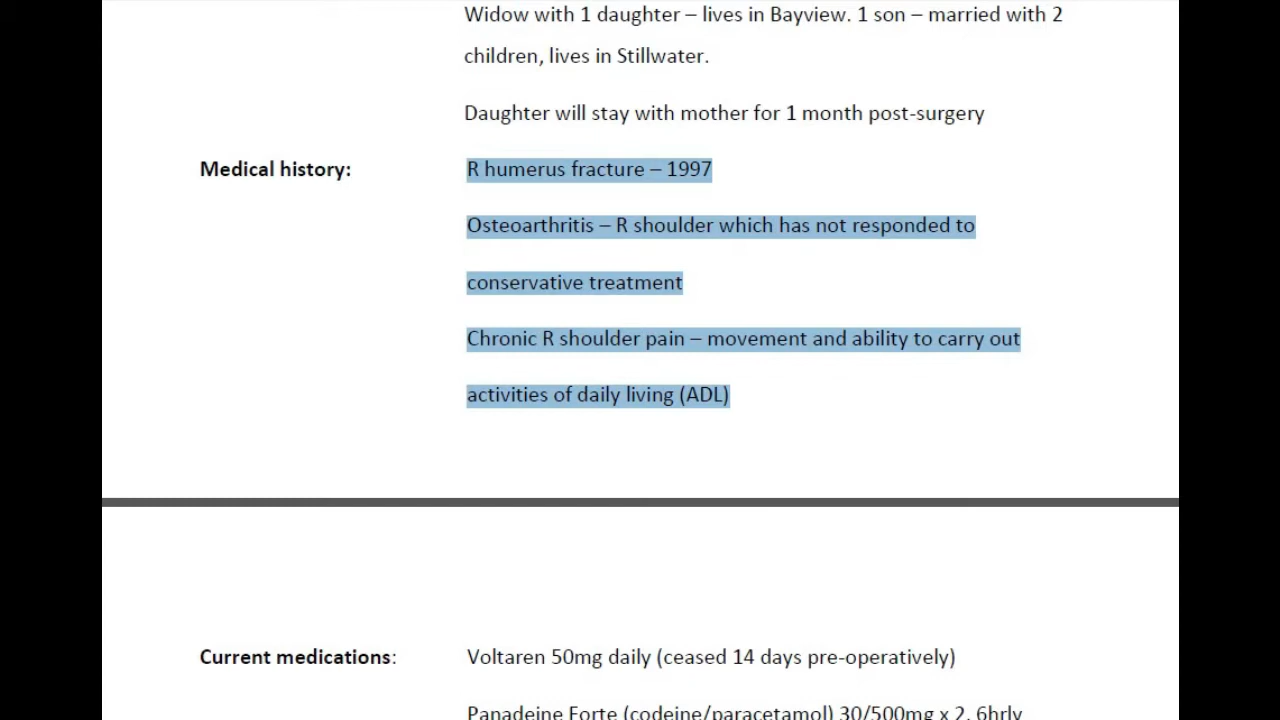 Widow with 1 daughter – lives in Bayview. 1 son – married with 2
children, lives in Stillwater.
Daughter will stay with mother for 1 month post-surgery
Medical history: R humerus fracture – 1997
Osteoarthritis – R shoulder which has not responded to
conservative treatment
Chronic R shoulder pain – movement and ability to carry out
activities of daily living (ADL)
Current medications: Voltaren 50mg daily (ceased 14 days pre-operatively)
Panadeine Forte (codeine/paracetamol) 30/500mg x 2, 6hrly